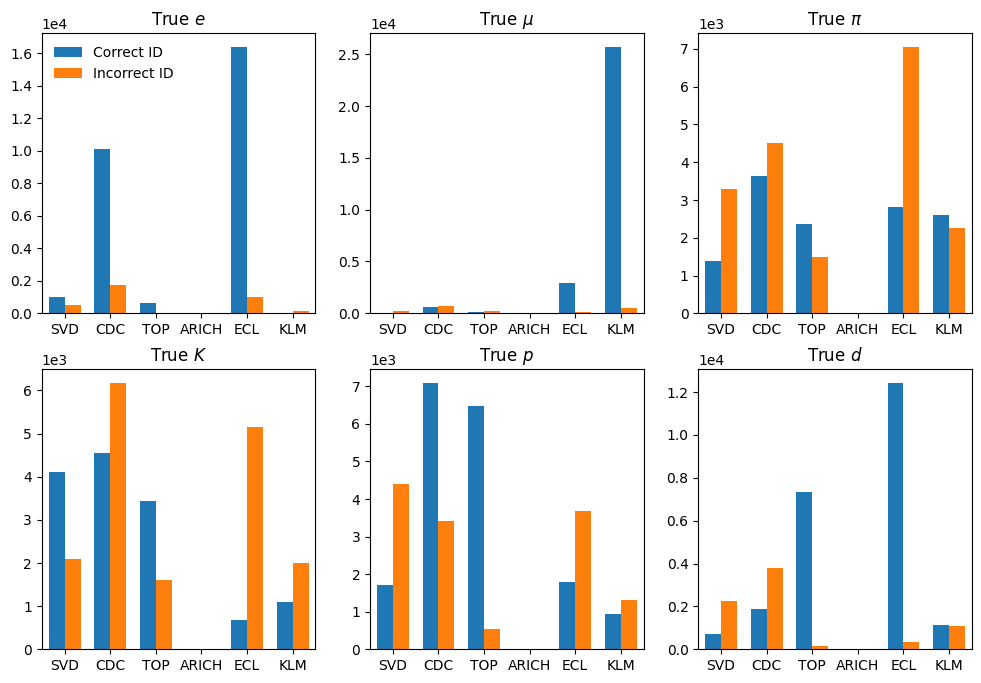 True e
1e4
1.6
1.4
1.2
1.0
0.8
0.6
0.4
0.2
0.0
Correct ID
Incorrect ID
SVD CDC TOP ARICH ECL KLM
True μ
1e4
2.5
2.0
1.5
1.0
0.5
0.0
SVD CDC TOP ARICH ECL KLM
True π
1e3
7
6
5
4
3
2
1
0
SVD CDC TOP ARICH ECL KLM
True K
1e3
6
5
4
3
2
1
0
SVD CDC TOP ARICH ECL KLM
True p
1e3
7
6
5
4
3
2
1
0
SVD CDC TOP ARICH ECL KLM
True d
1e4
1.2
1.0
0.8
0.6
0.4
0.2
0.0
SVD CDC TOP ARICH ECL KLM